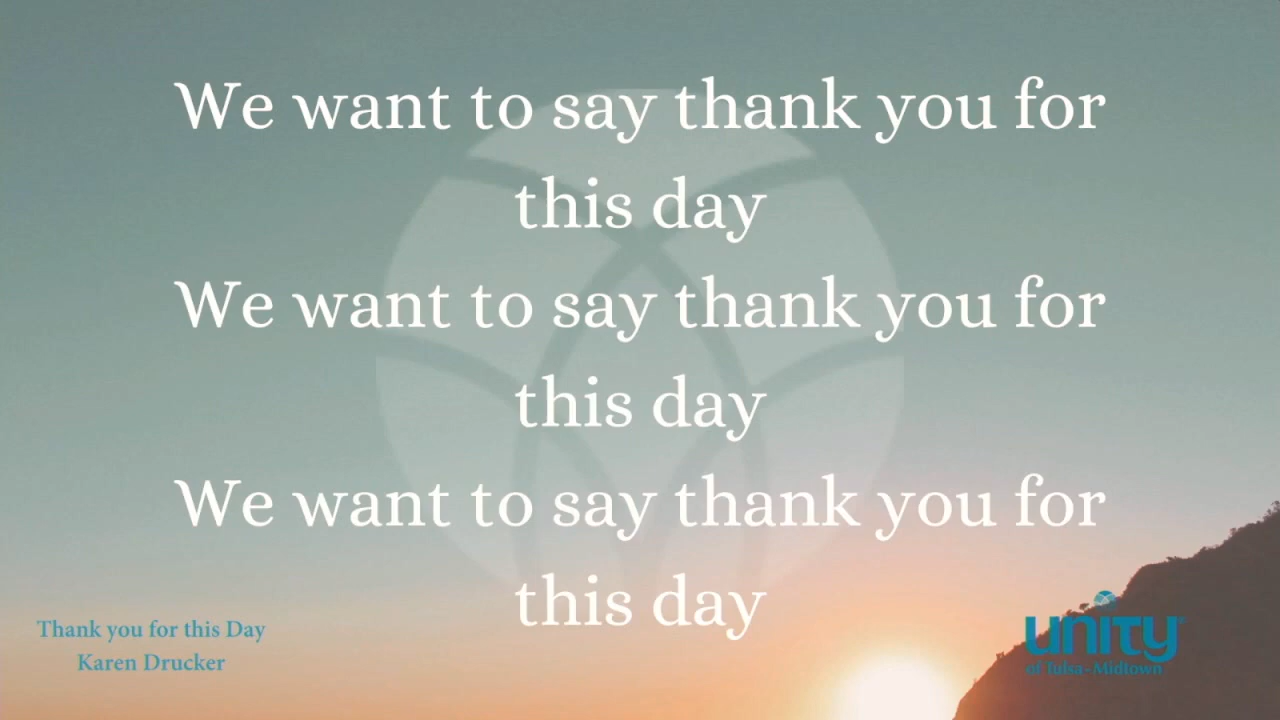 We want to say thank you for
this day
We want to say thank you for
this day
We want to say thank you for
this day
Thank you for this Day
Karen Drucker
unity
of Tulsa - Midtown